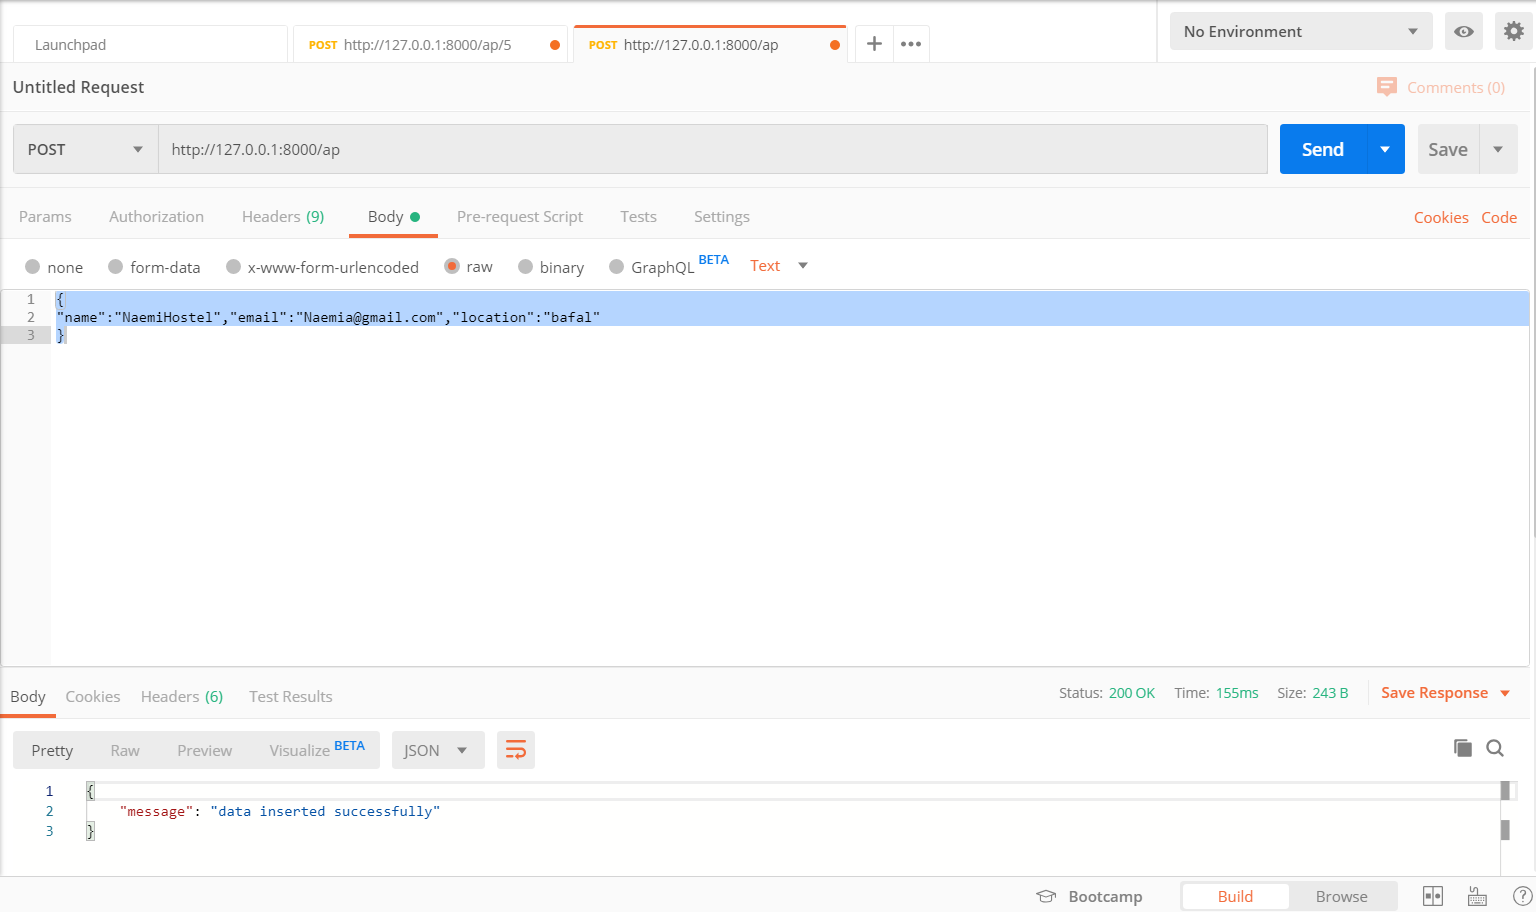 Launchpad
POST http://127.0.0.1:8000/ap/5
POST http://127.0.0.1:8000/ap
No Environment
Untitled Request
Comments (0)
POST http://127.0.0.1:8000/ap
Send
Save
Params Authorization Headers (9) Body Pre-request Script Tests Settings
Cookies Code
none form-data x-www-form-urlencoded raw binary GraphQL BETA Text
1 {
2 "name":"NaemiHostel","email":"Naemia@gmail.com","location":"bafal"
3 }
Body Cookies Headers (6) Test Results
Status: 200 OK Time: 155ms Size: 243 B Save Response
Pretty Raw Preview Visualize BETA JSON
1 {
2 "message": "data inserted successfully"
3 }
Bootcamp Build Browse